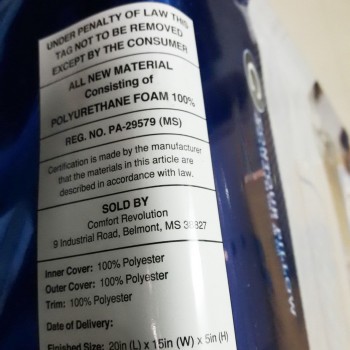 UNDER PENALTY OF LAW THIS
TAG NOT TO BE REMOVED
EXCEPT BY THE CONSUMER
ALL NEW MATERIAL
Consisting of
POLYURETHANE FOAM 100%
REG. NO. PA-29579 (MS)
Certification is made by the manufacturer
that the materials in this article are
described in accordance with law.
SOLD BY
Comfort Revolution
9 Industrial Road, Belmont, MS 38827
Inner Cover: 100% Polyester
Outer Cover: 100% Polyester
Trim: 100% Polyester
Date of Delivery:
Finished Size: 20in (L) x 15in (W) x 5in (H)